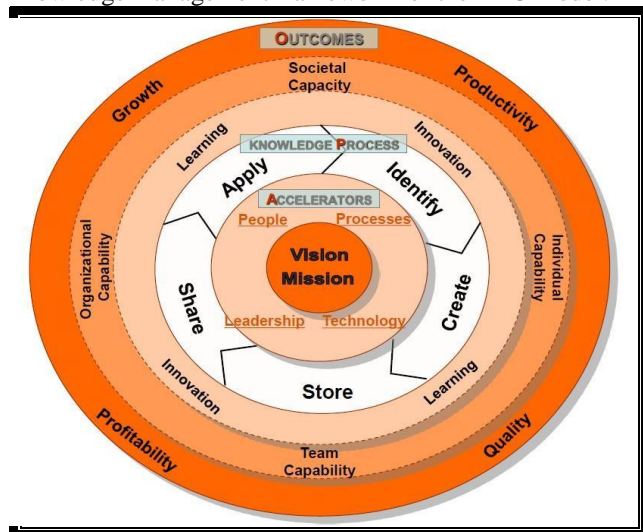 OUTCOMES
Societal
Capacity
Growth
Productivity
Learning
Innovation
KNOWLEDGE PROCESS
Apply
Identify
ACCELERATORS
People
Processes
Vision
Mission
Organizational
Capability
Individual
Capability
Share
Create
Leadership
Technology
Store
Innovation
Learning
Team
Capability
Profitability
Quality